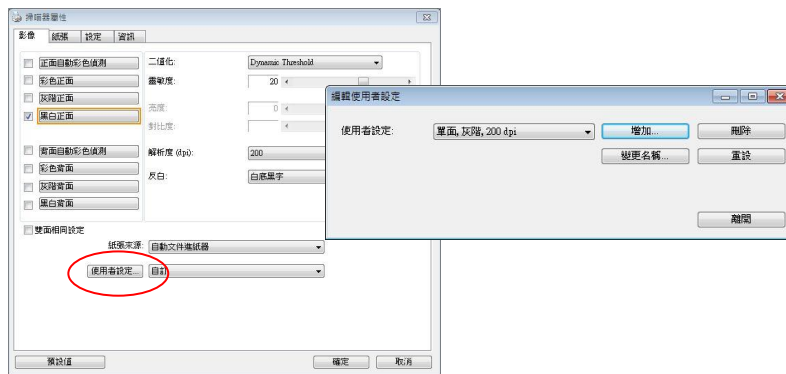 掃描器屬性
影像 紙張 設定 資訊
正面自動彩色偵測
彩色正面
灰階正面
黑白正面
背面自動彩色偵測
彩色背面
灰階背面
黑白背面
二值化: Dynamic Threshold
靈敏度: 20
亮度: 0
對比度:
解析度 (dpi): 200
反白: 白底黑字
雙面相同設定
紙張來源: 自動文件進紙器
使用者設定... 自訂
預設值 確定 取消
編輯使用者設定
使用者設定: 單面, 灰階, 200 dpi 增加... 刪除
變更名稱... 重設
離開